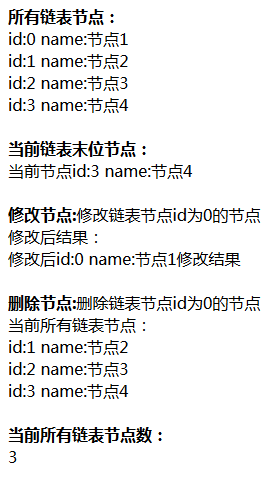 所有链表节点：
id:0 name:节点1
id:1 name:节点2
id:2 name:节点3
id:3 name:节点4
当前链表末位节点：
当前节点id:3 name:节点4
修改节点:修改链表节点id为0的节点
修改后结果：
修改后id:0 name:节点1修改结果
删除节点:删除链表节点id为0的节点
当前所有链表节点：
id:1 name:节点2
id:2 name:节点3
id:3 name:节点4
当前所有链表节点数：
3